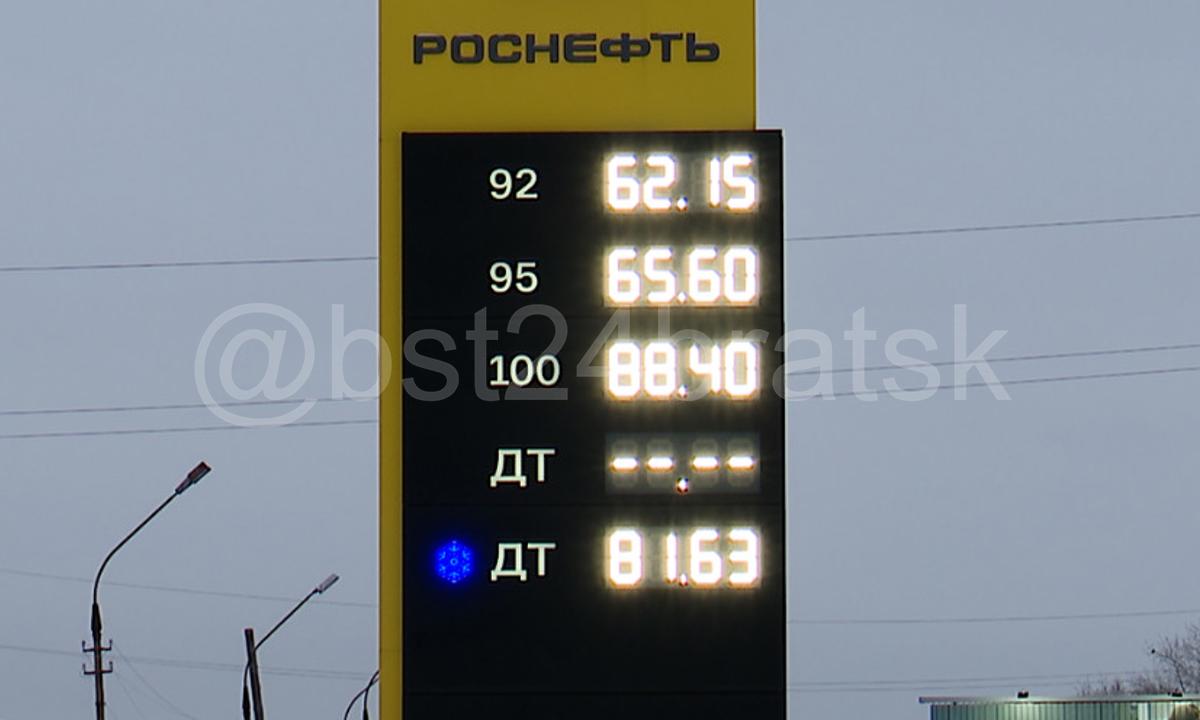 РОСНЕФТЬ
92 62.15
95 65.60
@bst24bratsk
100 88.40
ДТ --.--
ДТ 81.63